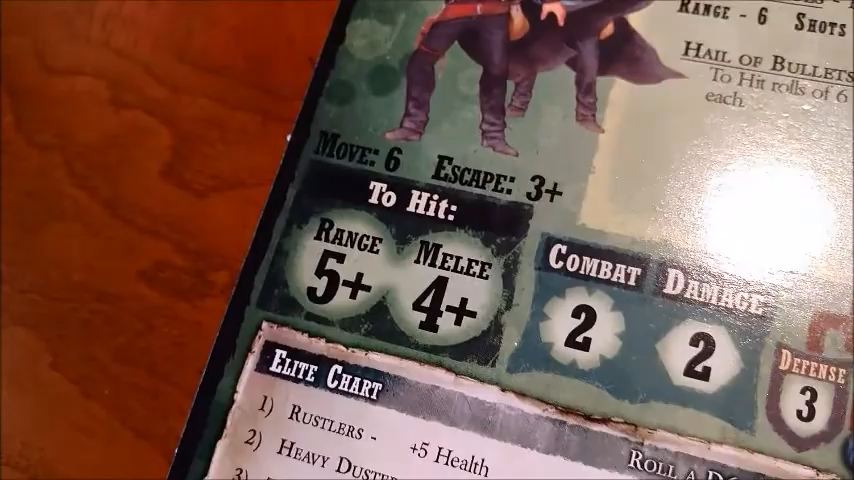 Range - 6 Shots
Hail of Bullets
To Hit rolls of 6
each.
Move: 6 Escape: 3+
To Hit:
Range Melee
5+ 4+
Combat Damage
2 2
Defense
3
Elite Chart
1) Rustlers - +5 Health
2) Heavy
3)
Roll a